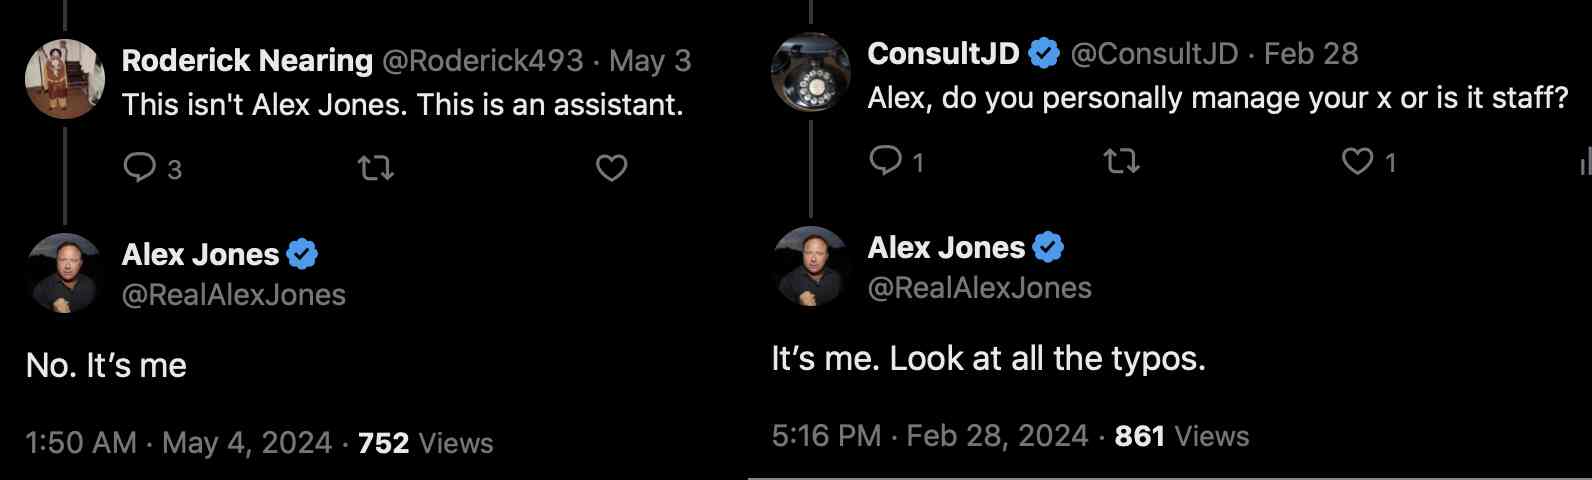 Roderick Nearing @Roderick493 · May 3
This isn't Alex Jones. This is an assistant.
3
Alex Jones
@RealAlexJones
No. It’s me
1:50 AM · May 4, 2024 · 752 Views
ConsultJD @ConsultJD · Feb 28
Alex, do you personally manage your x or is it staff?
1 1
Alex Jones
@RealAlexJones
It’s me. Look at all the typos.
5:16 PM · Feb 28, 2024 · 861 Views